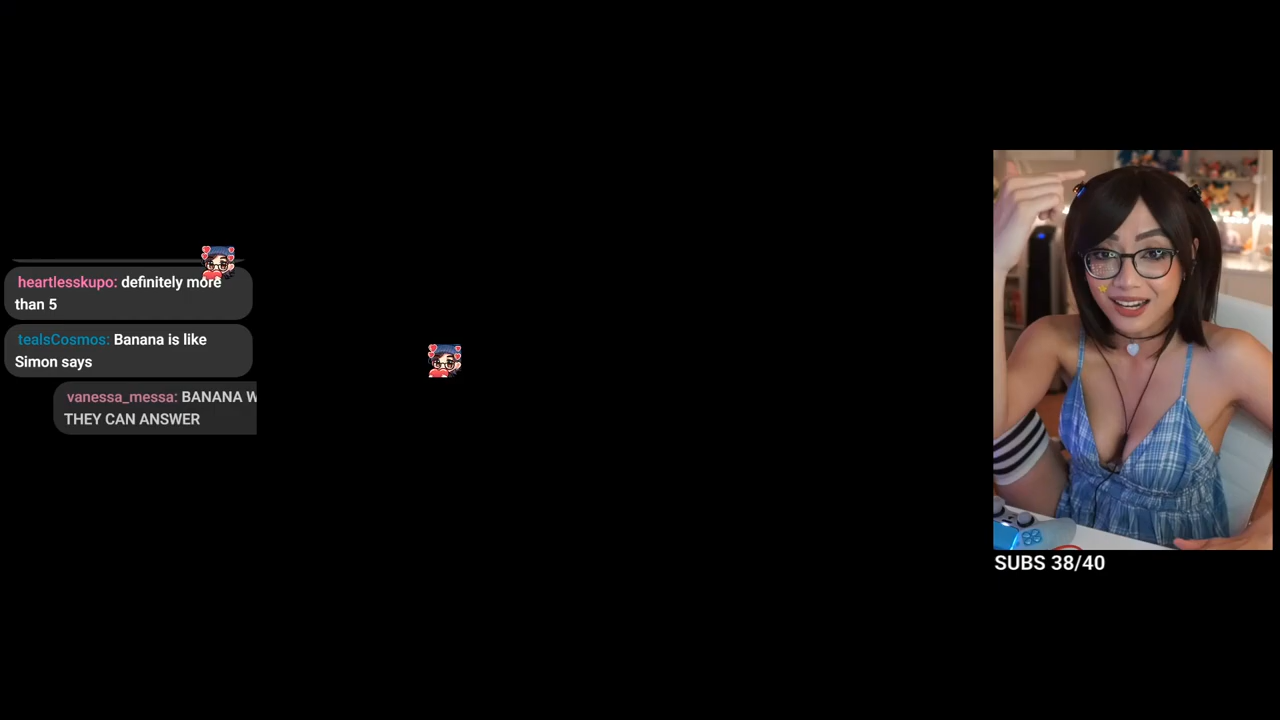 heartlesskupo: definitely more
than 5
tealsCosmos: Banana is like
Simon says
vanessa_messa: BANANA W
THEY CAN ANSWER
SUBS 38/40